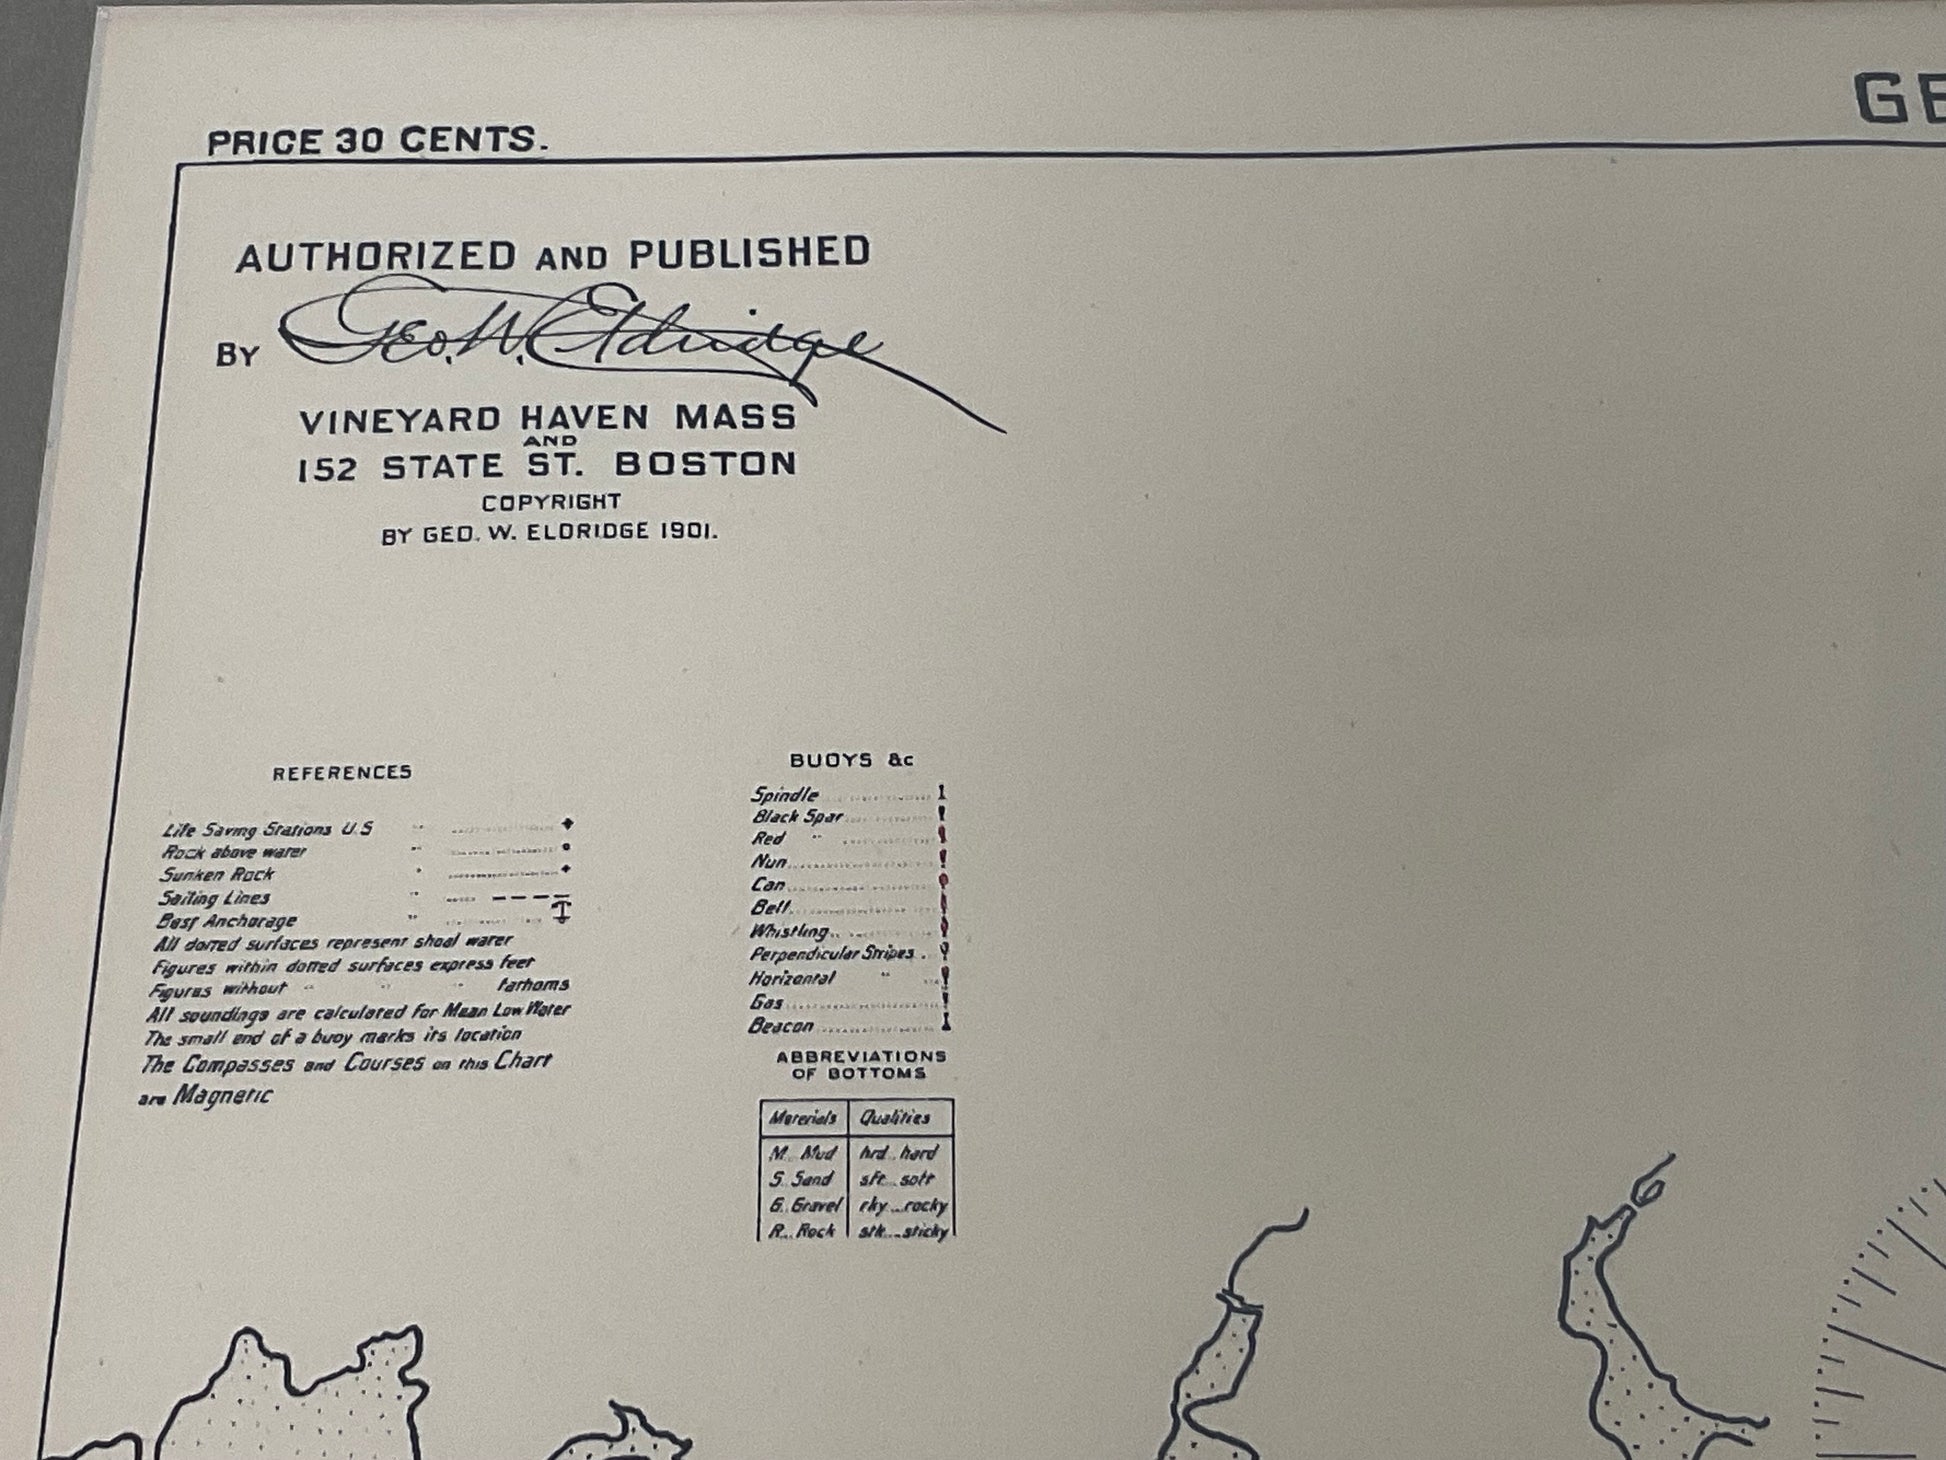 GE
PRICE 30 CENTS.
AUTHORIZED AND PUBLISHED
BY Geo. W. Eldridge
VINEYARD HAVEN MASS
AND
152 STATE ST. BOSTON
COPYRIGHT
BY GEO. W. ELDRIDGE 1901.
REFERENCES
Life Saving Stations U.S
Rock above water "
Sunken Rock "
Sailing Lines "
Best Anchorage "
All dotted surfaces represent shoal water
Figures within dotted surfaces express feet
Figures without " " " fathoms
All soundings are calculated for Mean Low Water
The small end of a buoy marks its location
The Compasses and Courses on this Chart
are Magnetic
BUOYS &c
Spindle
Black Spar
Red "
Nun
Can
Bell
Whistling
Perpendicular Stripes
Horizontal "
Gas
Beacon
ABBREVIATIONS
OF BOTTOMS
Materials Qualities
M. Mud hrd. hard
S. Sand sft. soft
G. Gravel rky. rocky
R. Rock stk. sticky